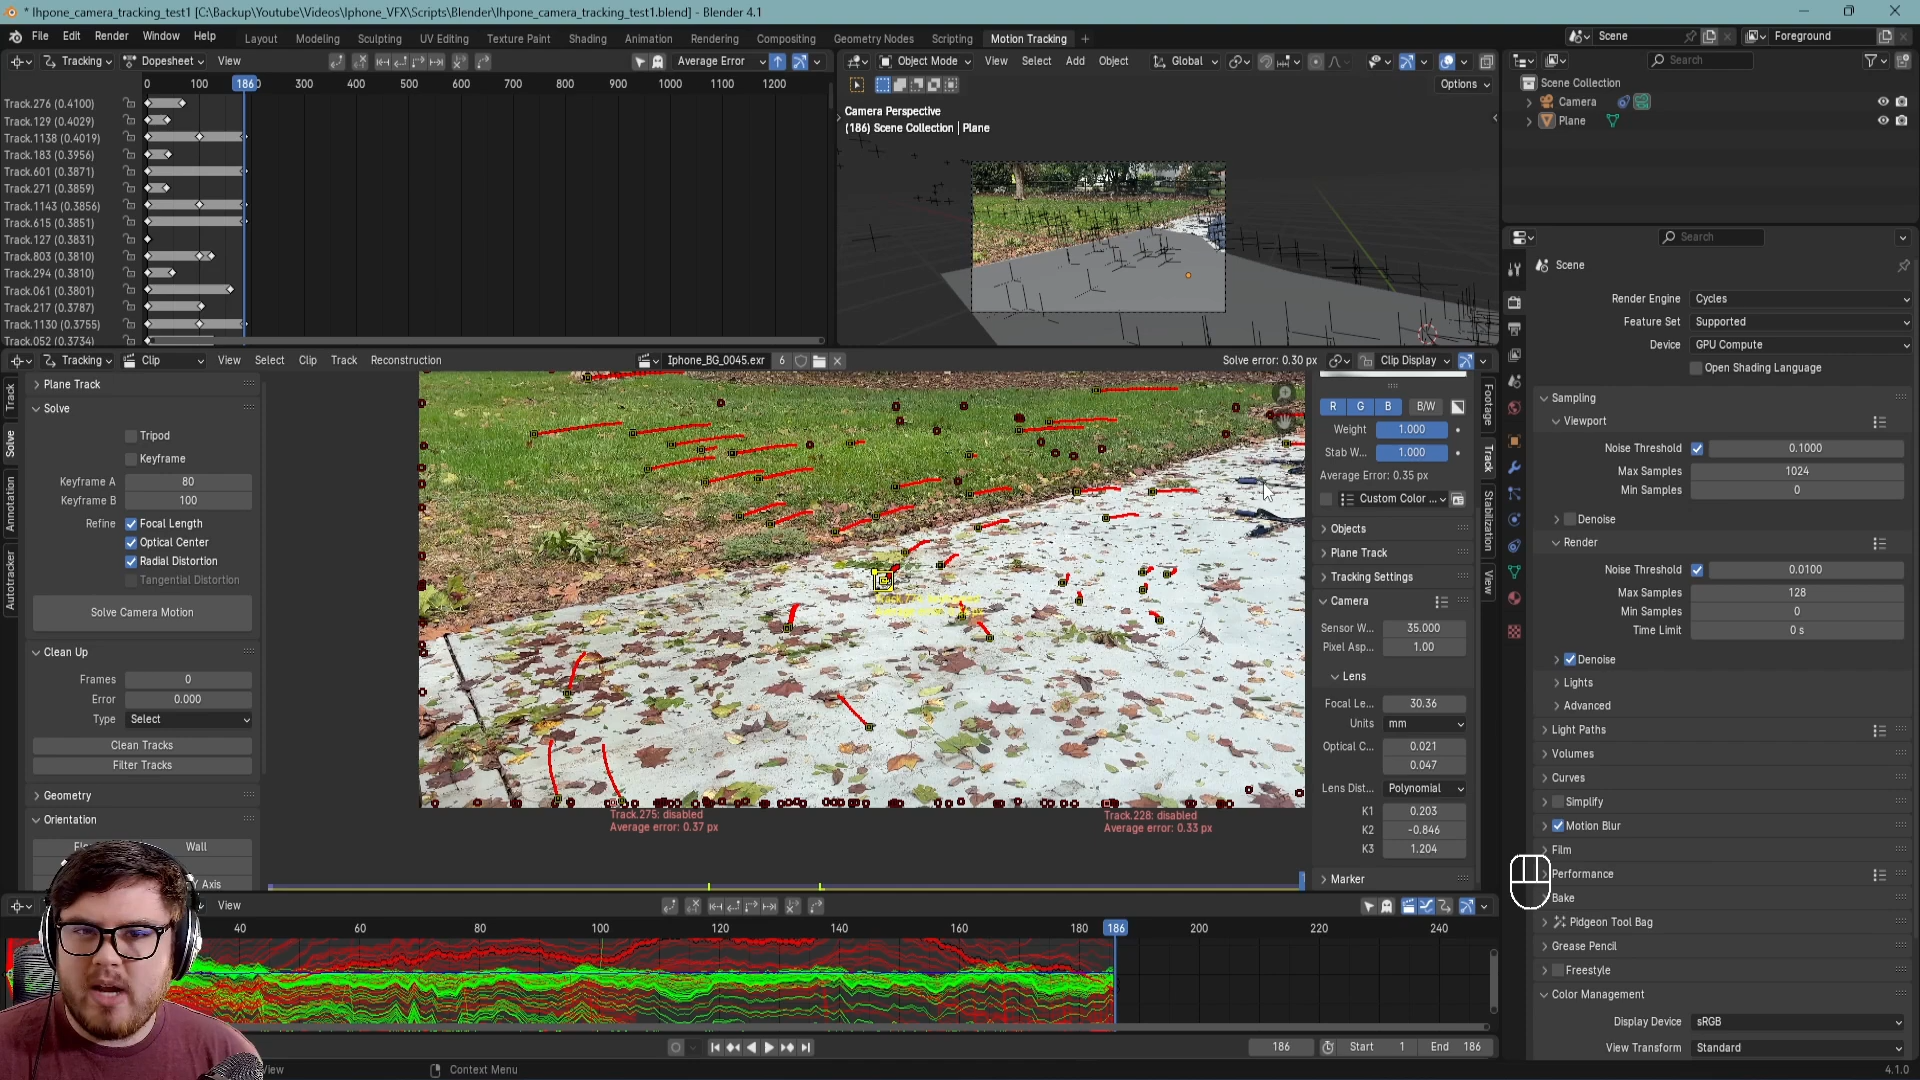 * Ihpone_camera_tracking_test1 [C:\Backup\Youtube\Videos\Iphone_VFX\Scripts\Blender\Ihpone_camera_tracking_test1.blend] - Blender 4.1
File Edit Render Window Help Layout Modeling Sculpting UV Editing Texture Paint Shading Animation Rendering Compositing Geometry Nodes Scripting Motion Tracking + Scene Foreground
Tracking Dopesheet View Average Error
Object Mode View Select Add Object Global
Search
0 100 186 300 400 500 600 700 800 900 1000 1100 1200
Options
Scene Collection
Camera
Plane
Track.276 (0.4100)
Track.129 (0.4029)
Track.1138 (0.4019)
Track.183 (0.3956)
Track.601 (0.3871)
Track.271 (0.3859)
Track.1143 (0.3856)
Track.615 (0.3851)
Track.127 (0.3831)
Track.803 (0.3810)
Track.294 (0.3810)
Track.061 (0.3801)
Track.217 (0.3787)
Track.1130 (0.3755)
Track.052 (0.3734)
Camera Perspective
(186) Scene Collection | Plane
Tracking Clip View Select Clip Track Reconstruction Iphone_BG_0045.exr 6 Solve error: 0.30 px Clip Display
Track
Solve
Annotation
Autotracker
Plane Track
Solve
Tripod
Keyframe
Keyframe A 80
Keyframe B 100
Refine Focal Length
Optical Center
Radial Distortion
Tangential Distortion
Solve Camera Motion
Clean Up
Frames 0
Error 0.000
Type Select
Clean Tracks
Filter Tracks
Geometry
Orientation
Wall
Y Axis
Track.275: disabled
Average error: 0.37 px
Track.228: disabled
Average error: 0.33 px
R G B B/W
Weight 1.000
Stab W... 1.000
Average Error: 0.35 px
Custom Color ...
Objects
Plane Track
Tracking Settings
Camera
Sensor W... 35.000
Pixel Asp... 1.00
Lens
Focal Le... 30.36
Units mm
Optical C... 0.021
0.047
Lens Dist... Polynomial
K1 0.203
K2 -0.846
K3 1.204
Marker
Footage
Track
Stabilization
View
Search
Scene
Render Engine Cycles
Feature Set Supported
Device GPU Compute
Open Shading Language
Sampling
Viewport
Noise Threshold 0.1000
Max Samples 1024
Min Samples 0
Denoise
Render
Noise Threshold 0.0100
Max Samples 128
Min Samples 0
Time Limit 0 s
Denoise
Lights
Advanced
Light Paths
Volumes
Curves
Simplify
Motion Blur
Film
Performance
Bake
Pidgeon Tool Bag
Grease Pencil
Freestyle
Color Management
Display Device sRGB
View Transform Standard
View
40 60 80 100 120 140 160 180 186 200 220 240
186 Start 1 End 186
View Context Menu 4.1.0